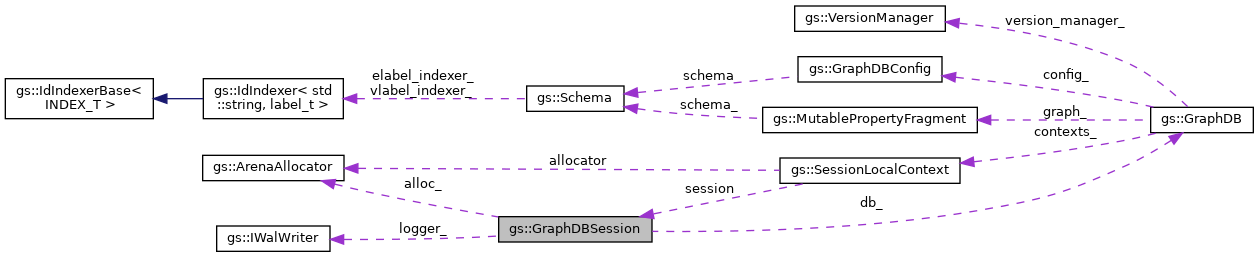 gs::VersionManager
version_manager_
gs::GraphDBConfig
config_
schema
elabel_indexer_
vlabel_indexer_
gs::IdIndexerBase<
INDEX_T >
gs::IdIndexer< std
::string, label_t >
gs::Schema
schema_
gs::MutablePropertyFragment
graph_
gs::GraphDB
contexts_
gs::ArenaAllocator
allocator
gs::SessionLocalContext
alloc_
session
db_
gs::IWalWriter
logger_
gs::GraphDBSession